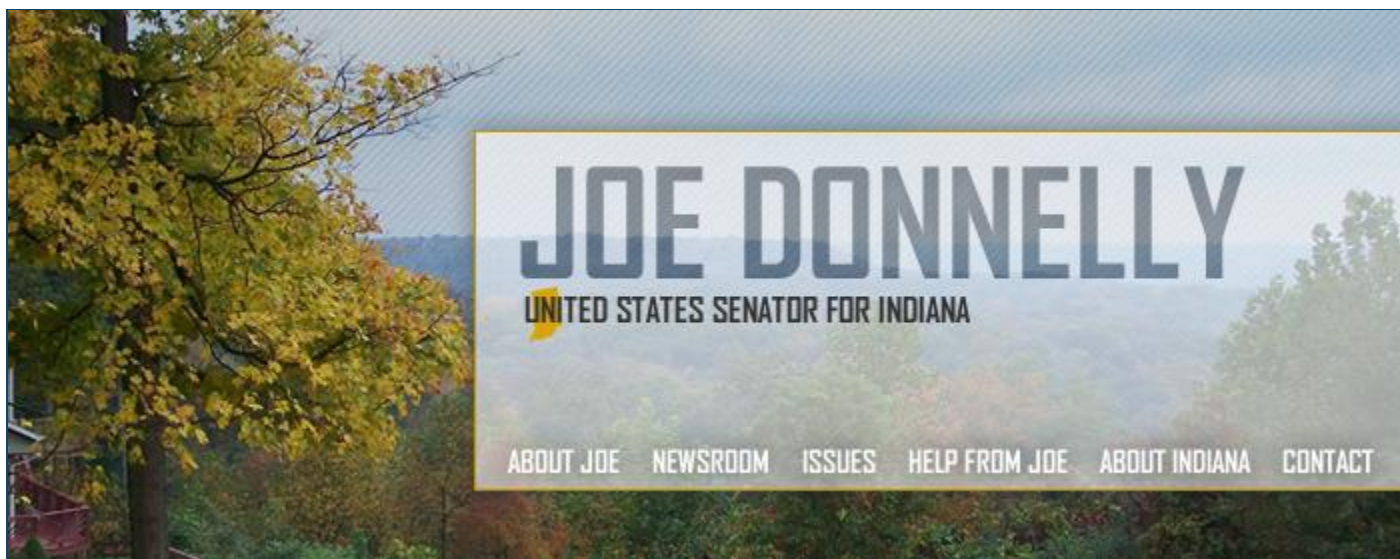 JOE DONNELLY
UNITED STATES SENATOR FOR INDIANA
ABOUT JOE NEWSROOM ISSUES HELP FROM JOE ABOUT INDIANA CONTACT